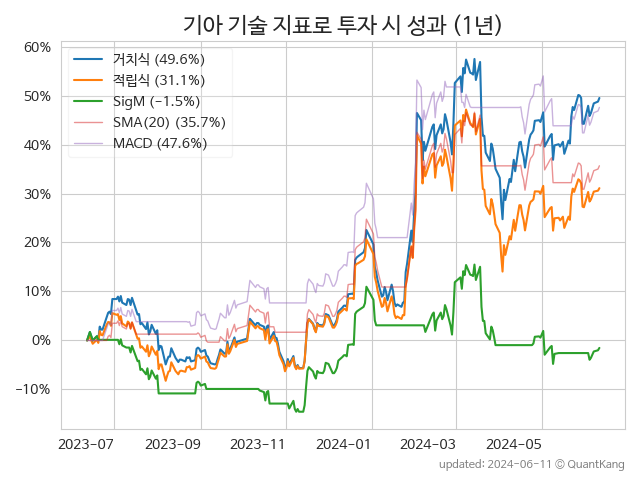 기아 기술 지표로 투자 시 성과 (1년)
60%
50%
40%
30%
20%
10%
0%
−10%
거치식 (49.6%)
적립식 (31.1%)
SigM (−1.5%)
SMA(20) (35.7%)
MACD (47.6%)
2023-07 2023-09 2023-11 2024-01 2024-03 2024-05
updated: 2024-06-11 © QuantKang